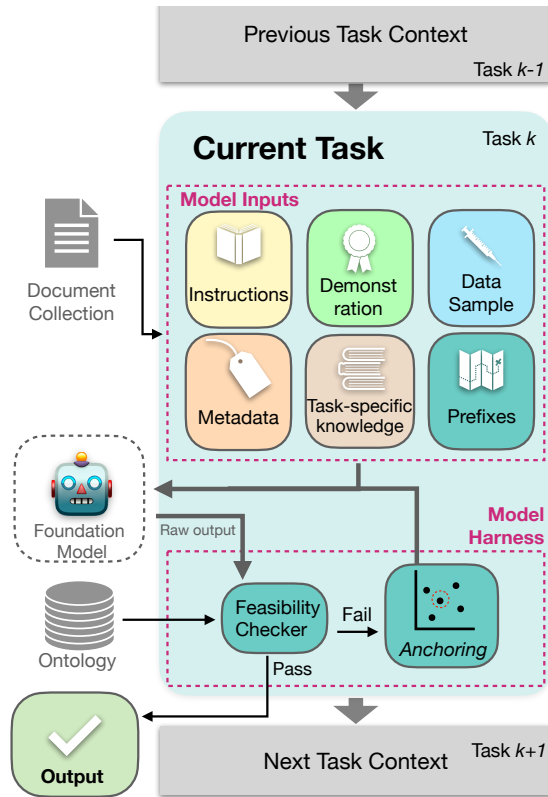 Previous Task Context
Task k-1
Current Task
Task k
Model Inputs
Instructions
Demonst
ration
Data
Sample
Document
Collection
Metadata
Task-specific
knowledge
Prefixes
Foundation
Model
Raw output
Model
Harness
Feasibility
Checker
Fail
Anchoring
Ontology
Pass
Output
Next Task Context
Task k+1